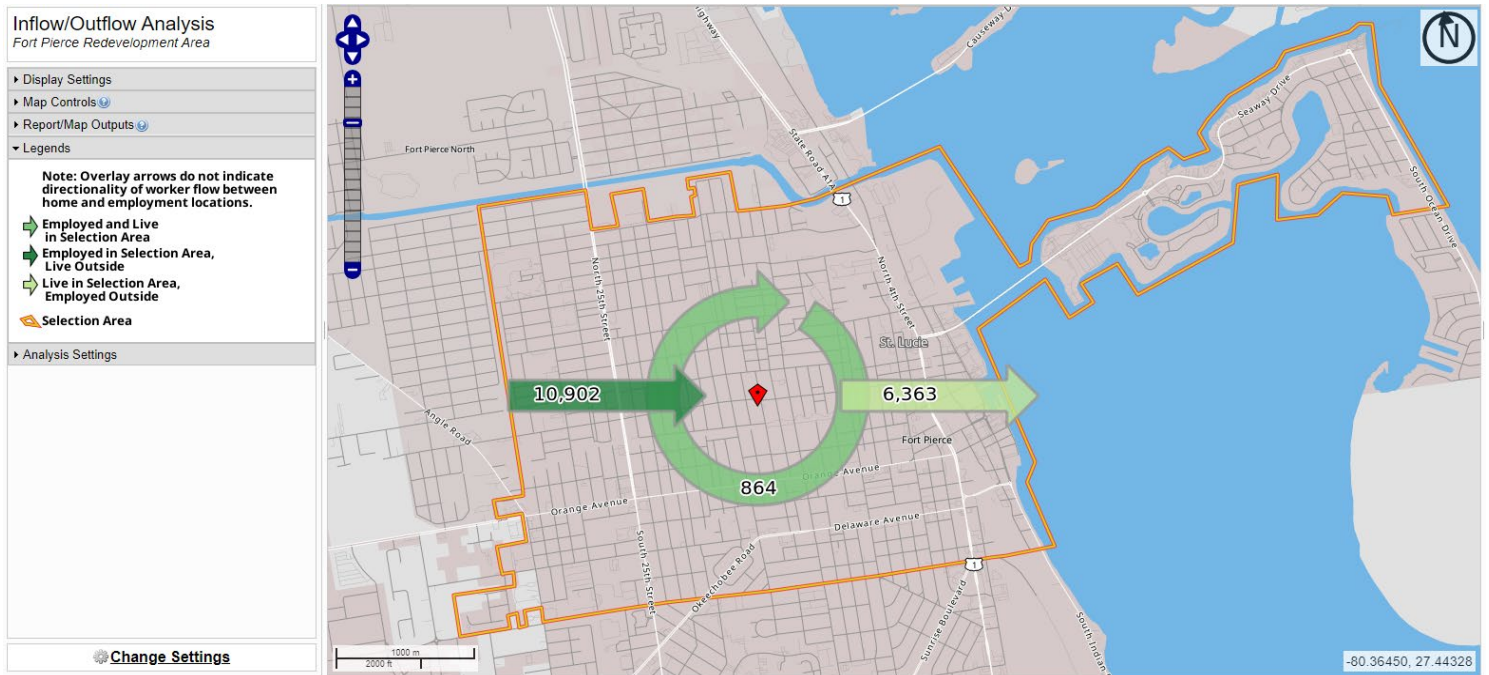 Inflow/Outflow Analysis
Fort Pierce Redevelopment Area
Display Settings
Map Controls
Report/Map Outputs
Legends
Note: Overlay arrows do not indicate
directionality of worker flow between
home and employment locations.
Employed and Live
in Selection Area
Employed in Selection Area,
Live Outside
Live in Selection Area,
Employed Outside
Selection Area
Analysis Settings
Change Settings
Highway
Causeway D
N
Seaway Drive
State Road A1A
Fort Pierce North
1
South Ocean Drive
North 25th Street
North 4th Street
St. Lucie
10,902
6,363
Angle Road
Fort Pierce
Orange Avenue
864
Orange Avenue
Delaware Avenue
South 25th Street
Okeechobee Road
1
Sunrise Boulevard
South Indian
1000 m
2000 ft
-80.36450, 27.44328